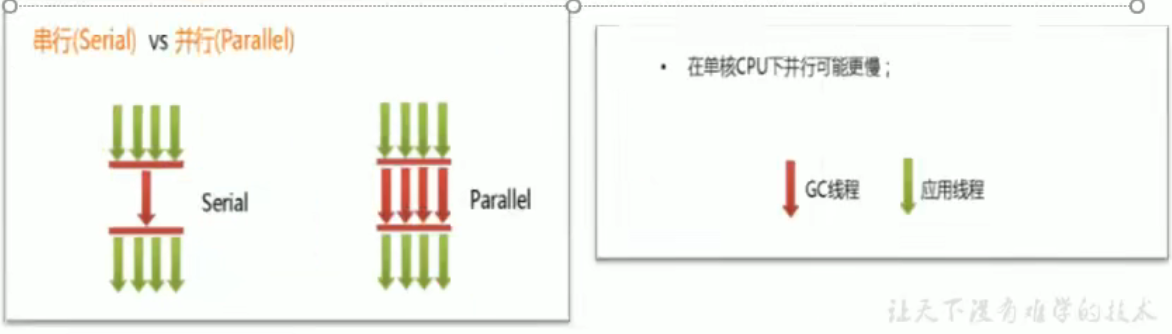 串行(Serial) vs 并行(Parallel)
Serial
Parallel
• 在单核CPU下并行可能更慢；
GC线程
应用线程
让天下没有难学的技术